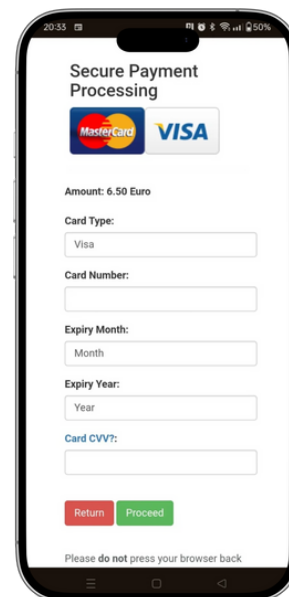 20:33
50%
Secure Payment
Processing
MasterCard
VISA
Amount: 6.50 Euro
Card Type:
Visa
Card Number:
Expiry Month:
Month
Expiry Year:
Year
Card CVV?:
Return Proceed
Please do not press your browser back